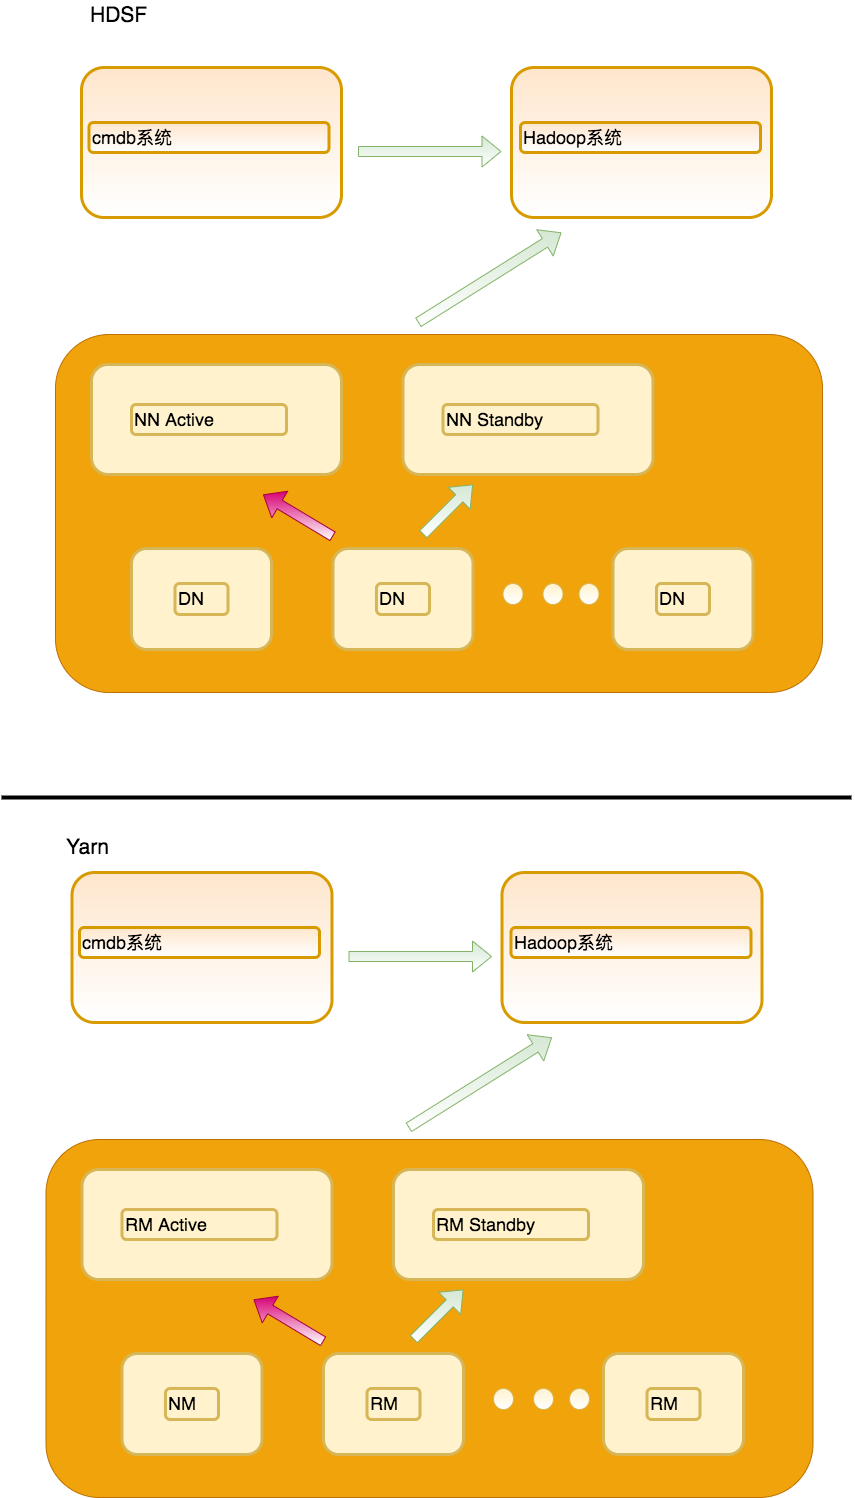 HDSF
cmdb系统
Hadoop系统
NN Active
NN Standby
DN
DN
DN
Yarn
cmdb系统
Hadoop系统
RM Active
RM Standby
NM
RM
RM